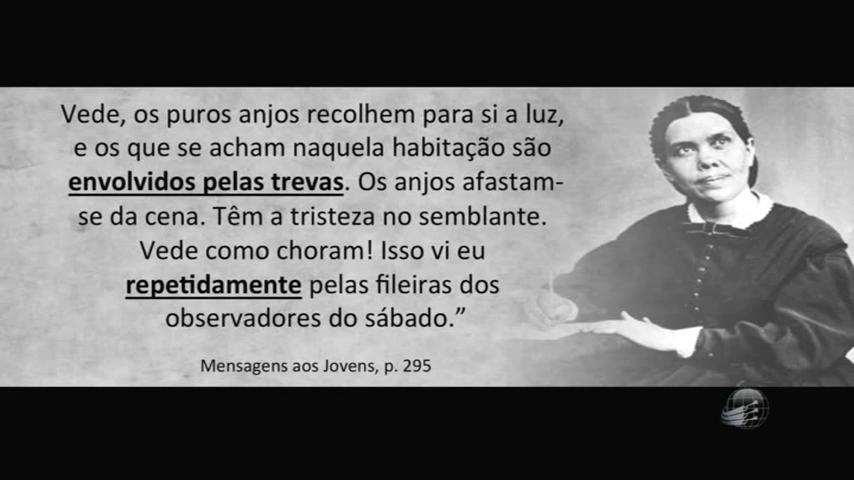 Vede, os puros anjos recolhem para si a luz,
e os que se acham naquela habitação são
envolvidos pelas trevas. Os anjos afastam-
se da cena. Têm a tristeza no semblante.
Vede como choram! Isso vi eu
repetidamente pelas fileiras dos
observadores do sábado.”
Mensagens aos Jovens, p. 295